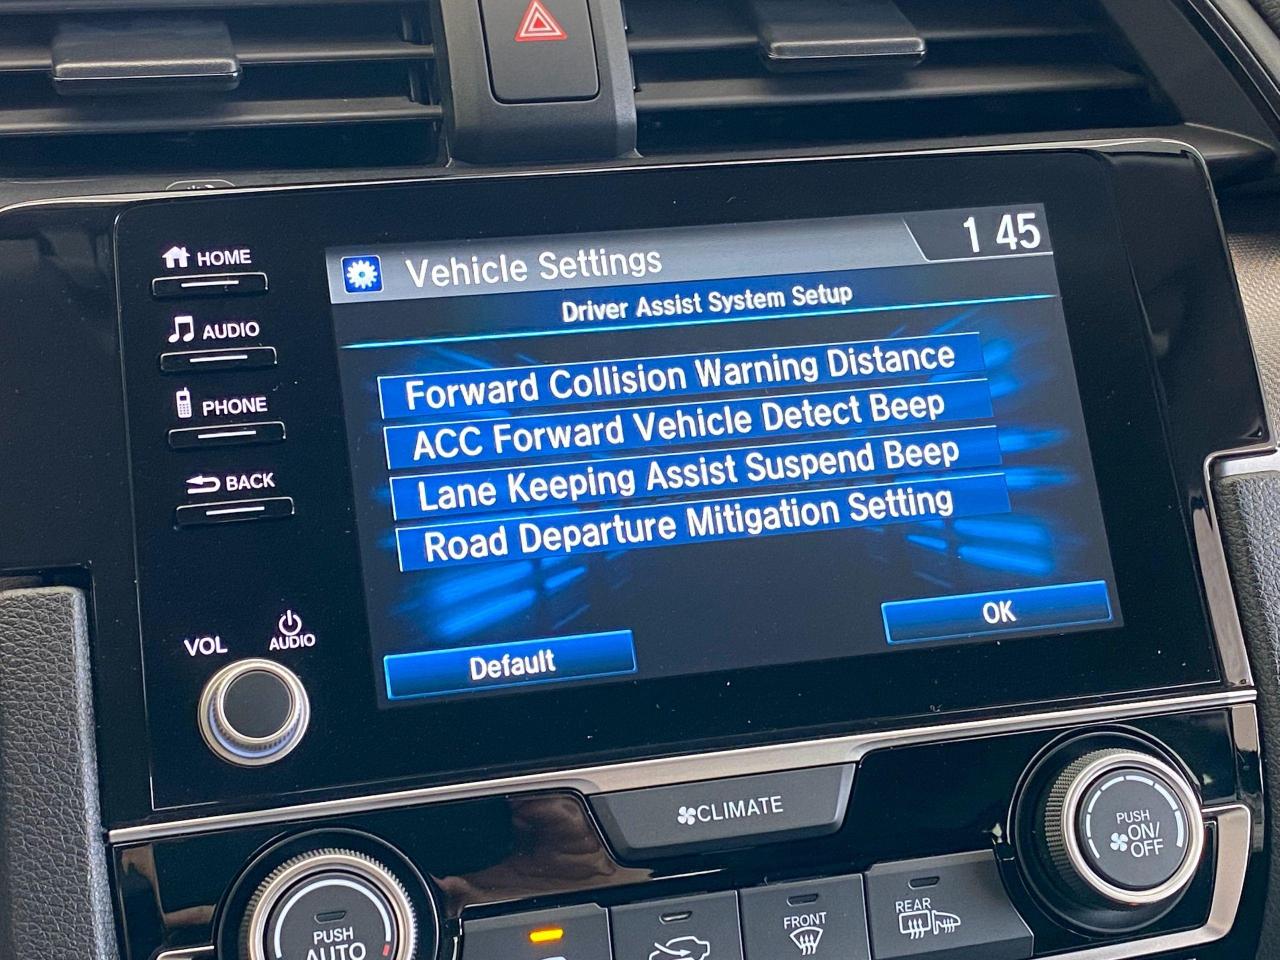 HOME
AUDIO
PHONE
BACK
VOL
AUDIO
Vehicle Settings
1 45
Driver Assist System Setup
Forward Collision Warning Distance
ACC Forward Vehicle Detect Beep
Lane Keeping Assist Suspend Beep
Road Departure Mitigation Setting
Default
OK
CLIMATE
PUSH
AUTO
FRONT
REAR
PUSH
ON/
OFF